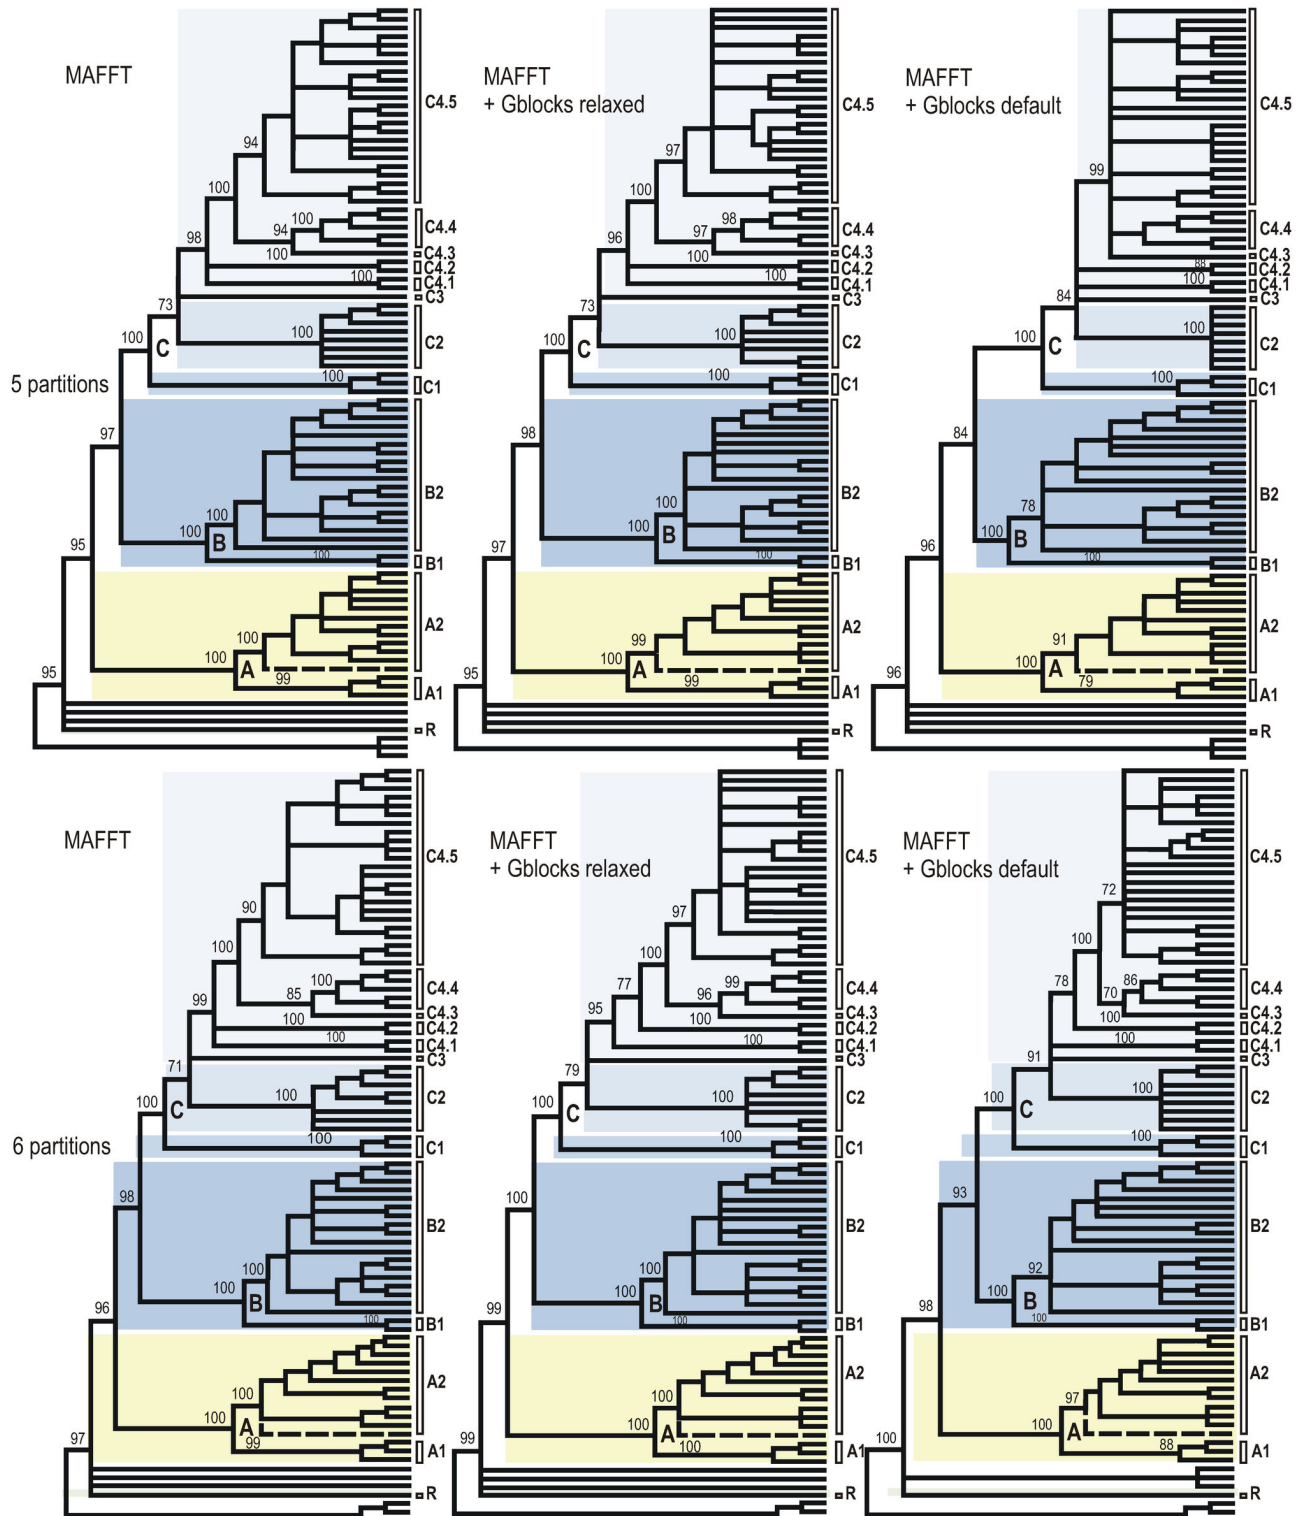 MAFFT
94
100
100
94
98
100
100
73
100
100
C
100
5 partitions
97
100
100
B
100
95
100
100
A
99
95
C4.5
C4.4
C4.3
C4.2
C4.1
C3
C2
C1
B2
B1
A2
A1
R
MAFFT
+ Gblocks relaxed
97
100
98
97
96
100
100
73
100
100
C
100
98
100
100
B
100
97
99
100
A
99
95
C4.5
C4.4
C4.3
C4.2
C4.1
C3
C2
C1
B2
B1
A2
A1
R
MAFFT
+ Gblocks default
99
88
100
84
100
100
C
100
84
78
100
B
100
96
91
100
A
79
96
C4.5
C4.4
C4.3
C4.2
C4.1
C3
C2
C1
B2
B1
A2
A1
R
MAFFT
90
100
100
85
99
100
100
71
100
100
C
100
6 partitions
98
100
100
B
100
96
100
100
A
99
97
C4.5
C4.4
C4.3
C4.2
C4.1
C3
C2
C1
B2
B1
A2
A1
R
MAFFT
+ Gblocks relaxed
97
100
77
99
96
95
100
100
79
100
100
C
100
100
100
100
B
100
99
100
100
A
100
99
C4.5
C4.4
C4.3
C4.2
C4.1
C3
C2
C1
B2
B1
A2
A1
R
MAFFT
+ Gblocks default
72
100
78
86
70
100
100
91
100
100
C
100
93
92
100
B
100
98
97
100
A
88
100
C4.5
C4.4
C4.3
C4.2
C4.1
C3
C2
C1
B2
B1
A2
A1
R